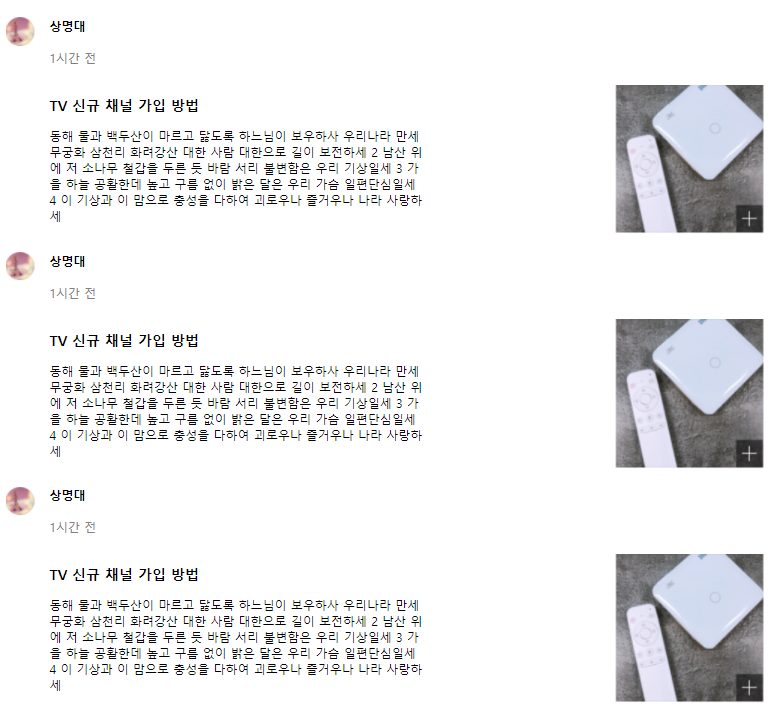 상명대
1시간 전
TV 신규 채널 가입 방법
동해 물과 백두산이 마르고 닳도록 하느님이 보우하사 우리나라 만세
무궁화 삼천리 화려강산 대한 사람 대한으로 길이 보전하세 2 남산 위
에 저 소나무 철갑을 두른 듯 바람 서리 불변함은 우리 기상일세 3 가
을 하늘 공활한데 높고 구름 없이 밝은 달은 우리 가슴 일편단심일세
4 이 기상과 이 맘으로 충성을 다하여 괴로우나 즐거우나 나라 사랑하
세
상명대
1시간 전
TV 신규 채널 가입 방법
동해 물과 백두산이 마르고 닳도록 하느님이 보우하사 우리나라 만세
무궁화 삼천리 화려강산 대한 사람 대한으로 길이 보전하세 2 남산 위
에 저 소나무 철갑을 두른 듯 바람 서리 불변함은 우리 기상일세 3 가
을 하늘 공활한데 높고 구름 없이 밝은 달은 우리 가슴 일편단심일세
4 이 기상과 이 맘으로 충성을 다하여 괴로우나 즐거우나 나라 사랑하
세
상명대
1시간 전
TV 신규 채널 가입 방법
동해 물과 백두산이 마르고 닳도록 하느님이 보우하사 우리나라 만세
무궁화 삼천리 화려강산 대한 사람 대한으로 길이 보전하세 2 남산 위
에 저 소나무 철갑을 두른 듯 바람 서리 불변함은 우리 기상일세 3 가
을 하늘 공활한데 높고 구름 없이 밝은 달은 우리 가슴 일편단심일세
4 이 기상과 이 맘으로 충성을 다하여 괴로우나 즐거우나 나라 사랑하
세